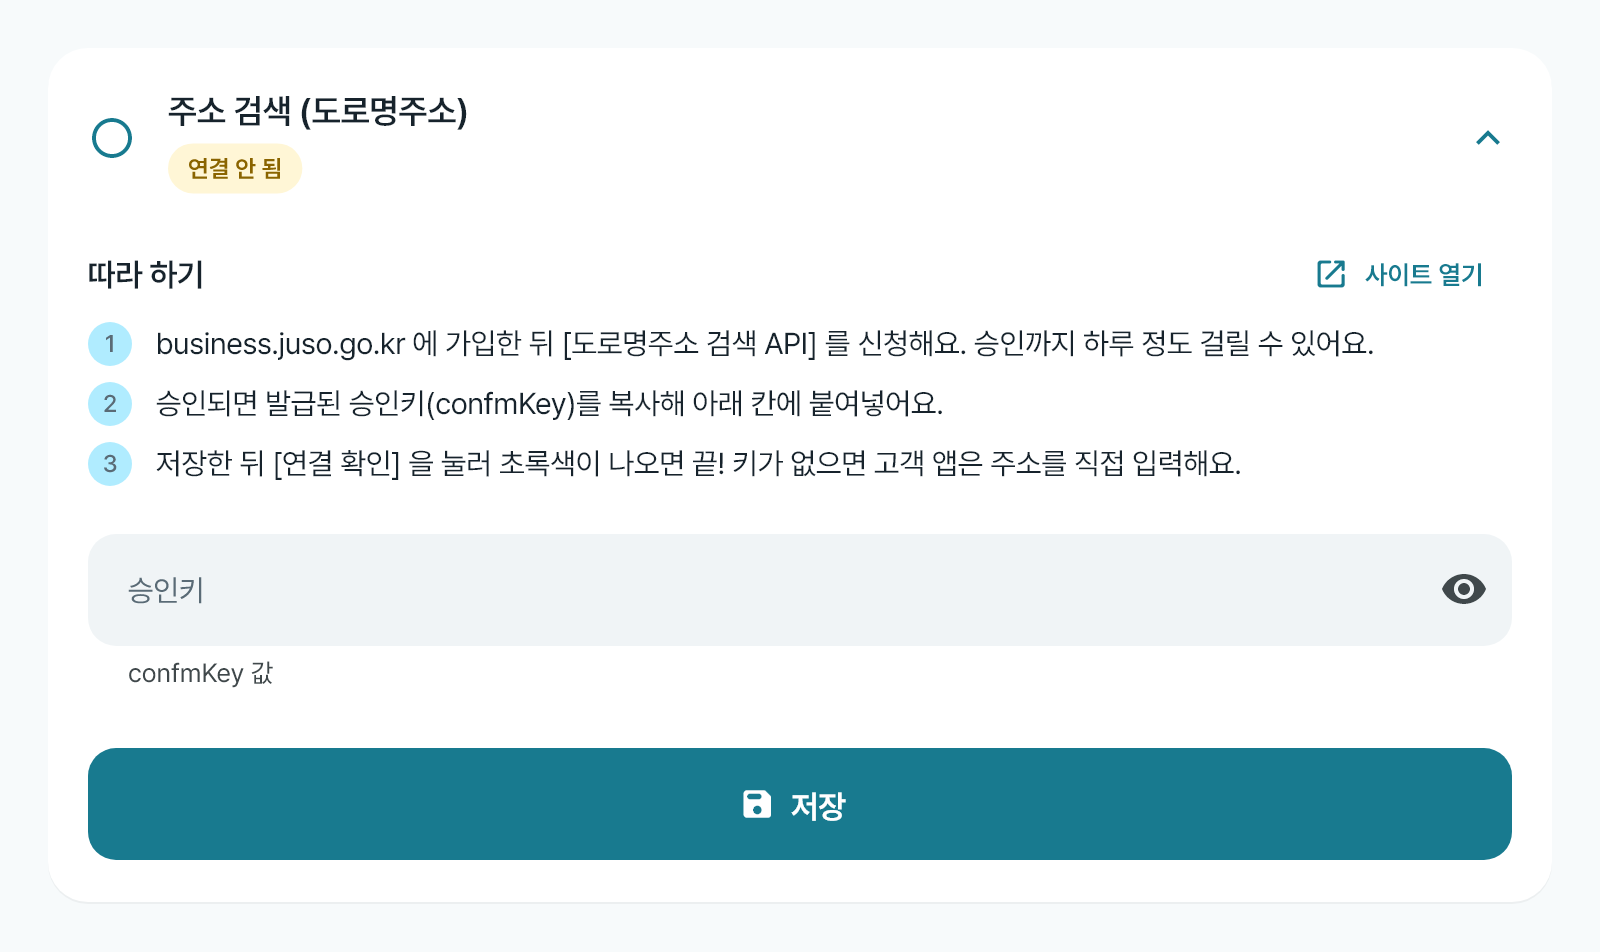 주소 검색 (도로명주소)
연결 안 됨
따라 하기
사이트 열기
1 business.juso.go.kr 에 가입한 뒤 [도로명주소 검색 API] 를 신청해요. 승인까지 하루 정도 걸릴 수 있어요.
2 승인되면 발급된 승인키(confmKey)를 복사해 아래 칸에 붙여넣어요.
3 저장한 뒤 [연결 확인] 을 눌러 초록색이 나오면 끝! 키가 없으면 고객 앱은 주소를 직접 입력해요.
승인키
confmKey 값
저장